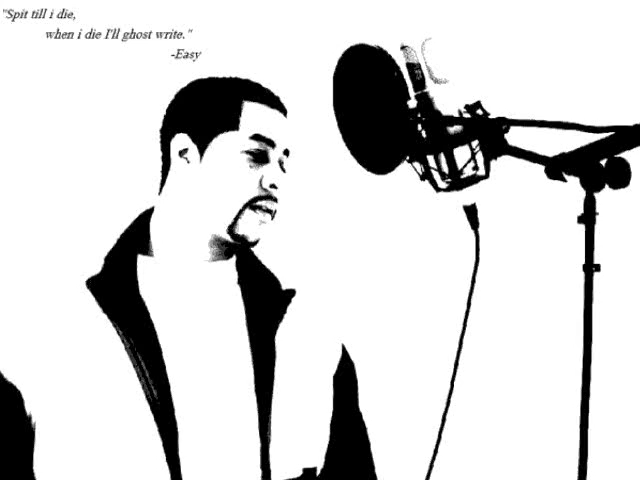 "Spit till i die,
when i die I'll ghost write."
-Easy